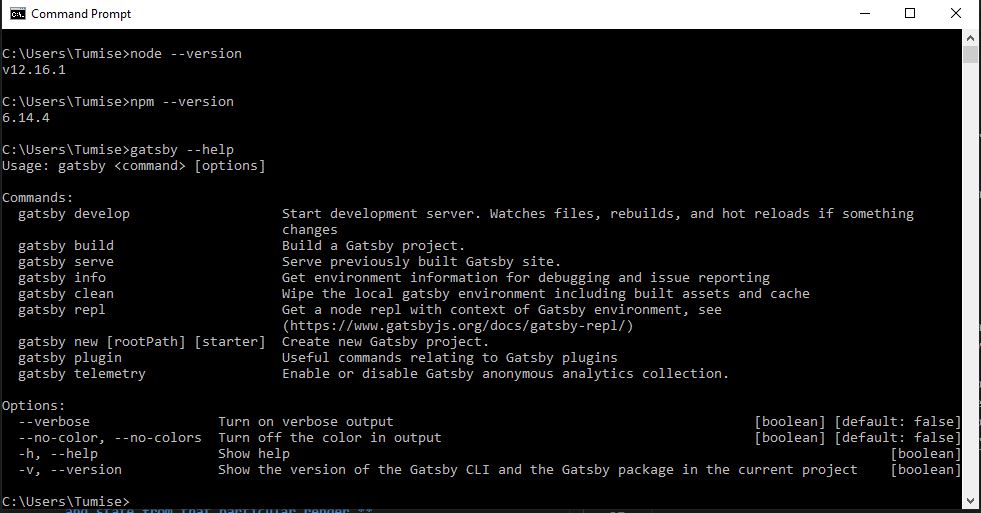 Command Prompt
C:\Users\Tumise>node --version
v12.16.1
C:\Users\Tumise>npm --version
6.14.4
C:\Users\Tumise>gatsby --help
Usage: gatsby <command> [options]
Commands:
gatsby develop Start development server. Watches files, rebuilds, and hot reloads if something
changes
gatsby build Build a Gatsby project.
gatsby serve Serve previously built Gatsby site.
gatsby info Get environment information for debugging and issue reporting
gatsby clean Wipe the local gatsby environment including built assets and cache
gatsby repl Get a node repl with context of Gatsby environment, see
(https://www.gatsbyjs.org/docs/gatsby-repl/)
gatsby new [rootPath] [starter] Create new Gatsby project.
gatsby plugin Useful commands relating to Gatsby plugins
gatsby telemetry Enable or disable Gatsby anonymous analytics collection.
Options:
--verbose Turn on verbose output [boolean] [default: false]
--no-color, --no-colors Turn off the color in output [boolean] [default: false]
-h, --help Show help [boolean]
-v, --version Show the version of the Gatsby CLI and the Gatsby package in the current project [boolean]
C:\Users\Tumise>
and state from that particular render **